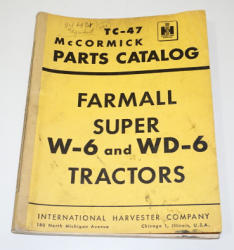 TC-47
McCORMICK
IH
PARTS CATALOG
FARMALL
SUPER
W-6 and WD-6
TRACTORS
INTERNATIONAL HARVESTER COMPANY
180 North Michigan Avenue Chicago 1, Illinois, U.S.A.